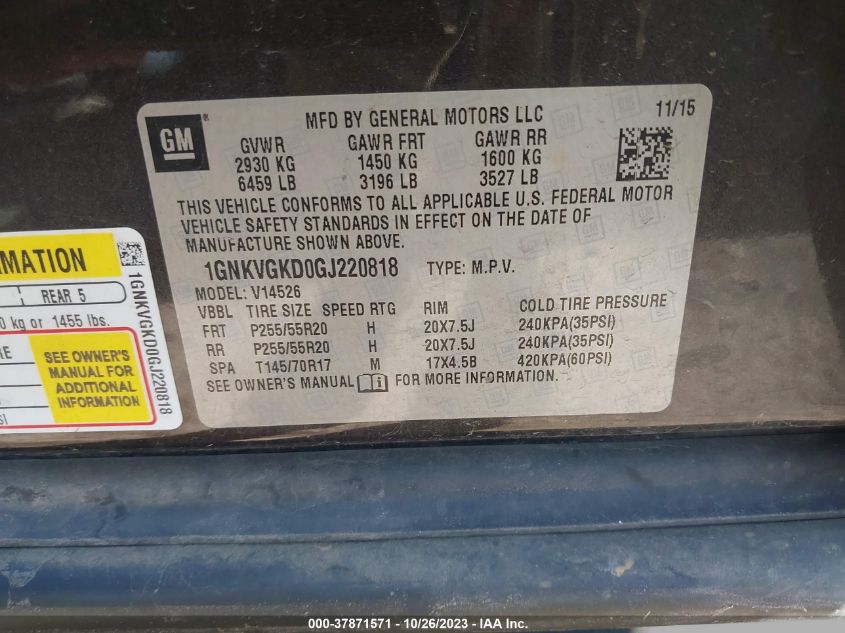 GM
MFD BY GENERAL MOTORS LLC
11/15
GVWR GAWR FRT GAWR RR
2930 KG 1450 KG 1600 KG
6459 LB 3196 LB 3527 LB
THIS VEHICLE CONFORMS TO ALL APPLICABLE U.S. FEDERAL MOTOR
VEHICLE SAFETY STANDARDS IN EFFECT ON THE DATE OF
MANUFACTURE SHOWN ABOVE.
1GNKVGKD0GJ220818 TYPE: M.P.V.
MODEL: V14526
VBBL TIRE SIZE SPEED RTG RIM COLD TIRE PRESSURE
FRT P255/55R20 H 20X7.5J 240KPA(35PSI)
RR P255/55R20 H 20X7.5J 240KPA(35PSI)
SPA T145/70R17 M 17X4.5B 420KPA(60PSI)
SEE OWNER'S MANUAL FOR MORE INFORMATION.
REAR 5
kg or 1455 lbs.
SEE OWNER'S
MANUAL FOR
ADDITIONAL
INFORMATION
1GNKVGKD0GJ220818
000-37871571 - 10/26/2023 - IAAI.com